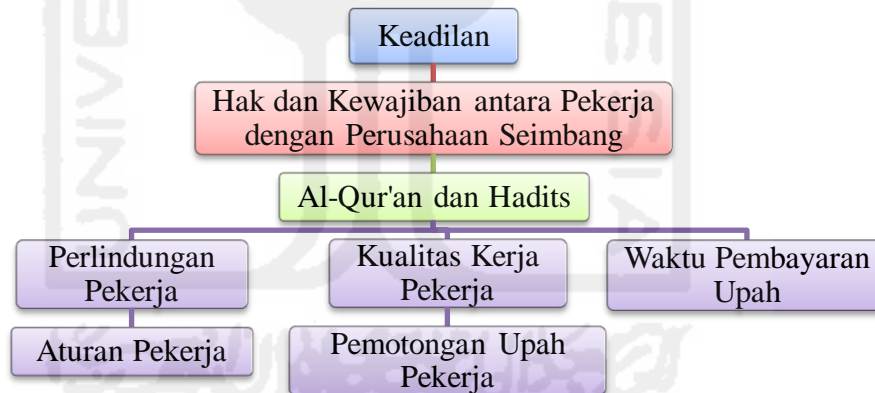 Keadilan
Hak dan Kewajiban antara Pekerja
dengan Perusahaan Seimbang
Al-Qur'an dan Hadits
Perlindungan
Pekerja
Kualitas Kerja
Pekerja
Waktu Pembayaran
Upah
Aturan Pekerja
Pemotongan Upah
Pekerja